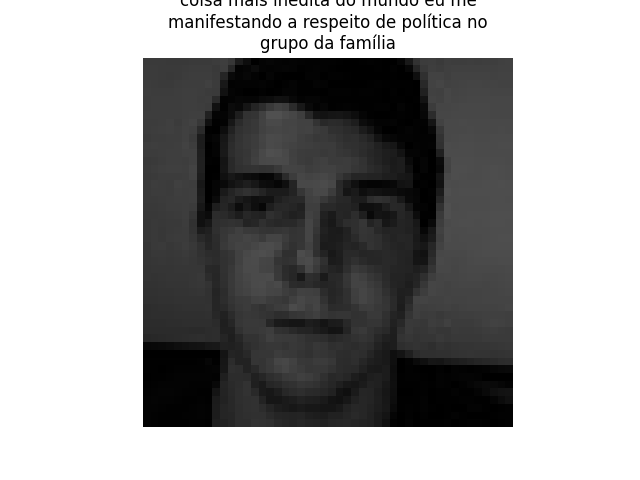 coisa mais inédita do mundo eu me
manifestando a respeito de política no
grupo da família